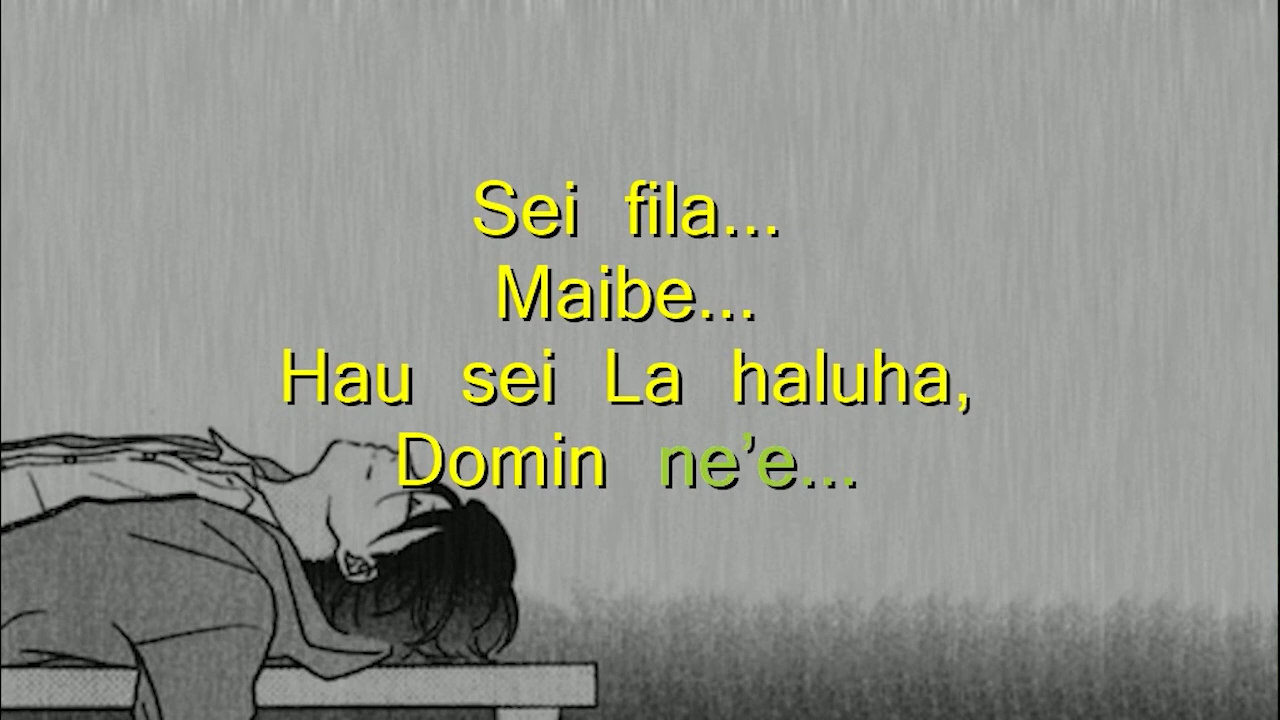 Sei fila...
Maibe...
Hau sei La haluha,
Domin ne’e...